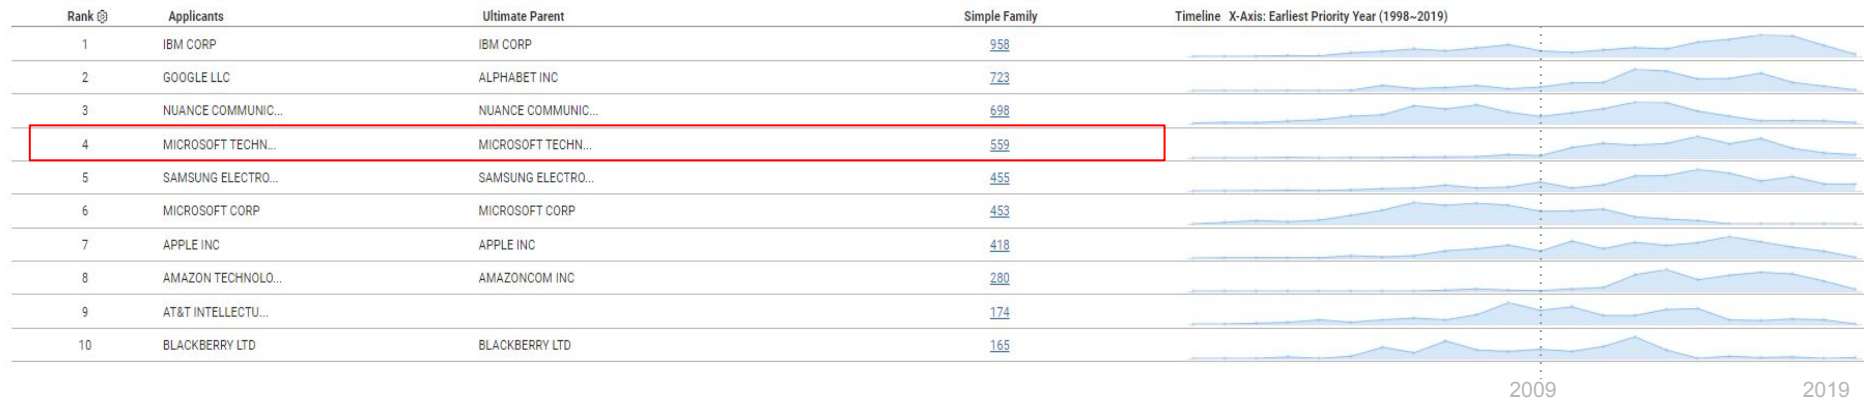 Rank Applicants Ultimate Parent Simple Family Timeline X-Axis: Earliest Priority Year (1998~2019)
1 IBM CORP IBM CORP 958
2 GOOGLE LLC ALPHABET INC 723
3 NUANCE COMMUNIC... NUANCE COMMUNIC... 698
4 MICROSOFT TECHN... MICROSOFT TECHN... 559
5 SAMSUNG ELECTRO... SAMSUNG ELECTRO... 455
6 MICROSOFT CORP MICROSOFT CORP 453
7 APPLE INC APPLE INC 418
8 AMAZON TECHNOLO... AMAZONCOM INC 280
9 AT&T INTELLECTU... 174
10 BLACKBERRY LTD BLACKBERRY LTD 165
2009 2019